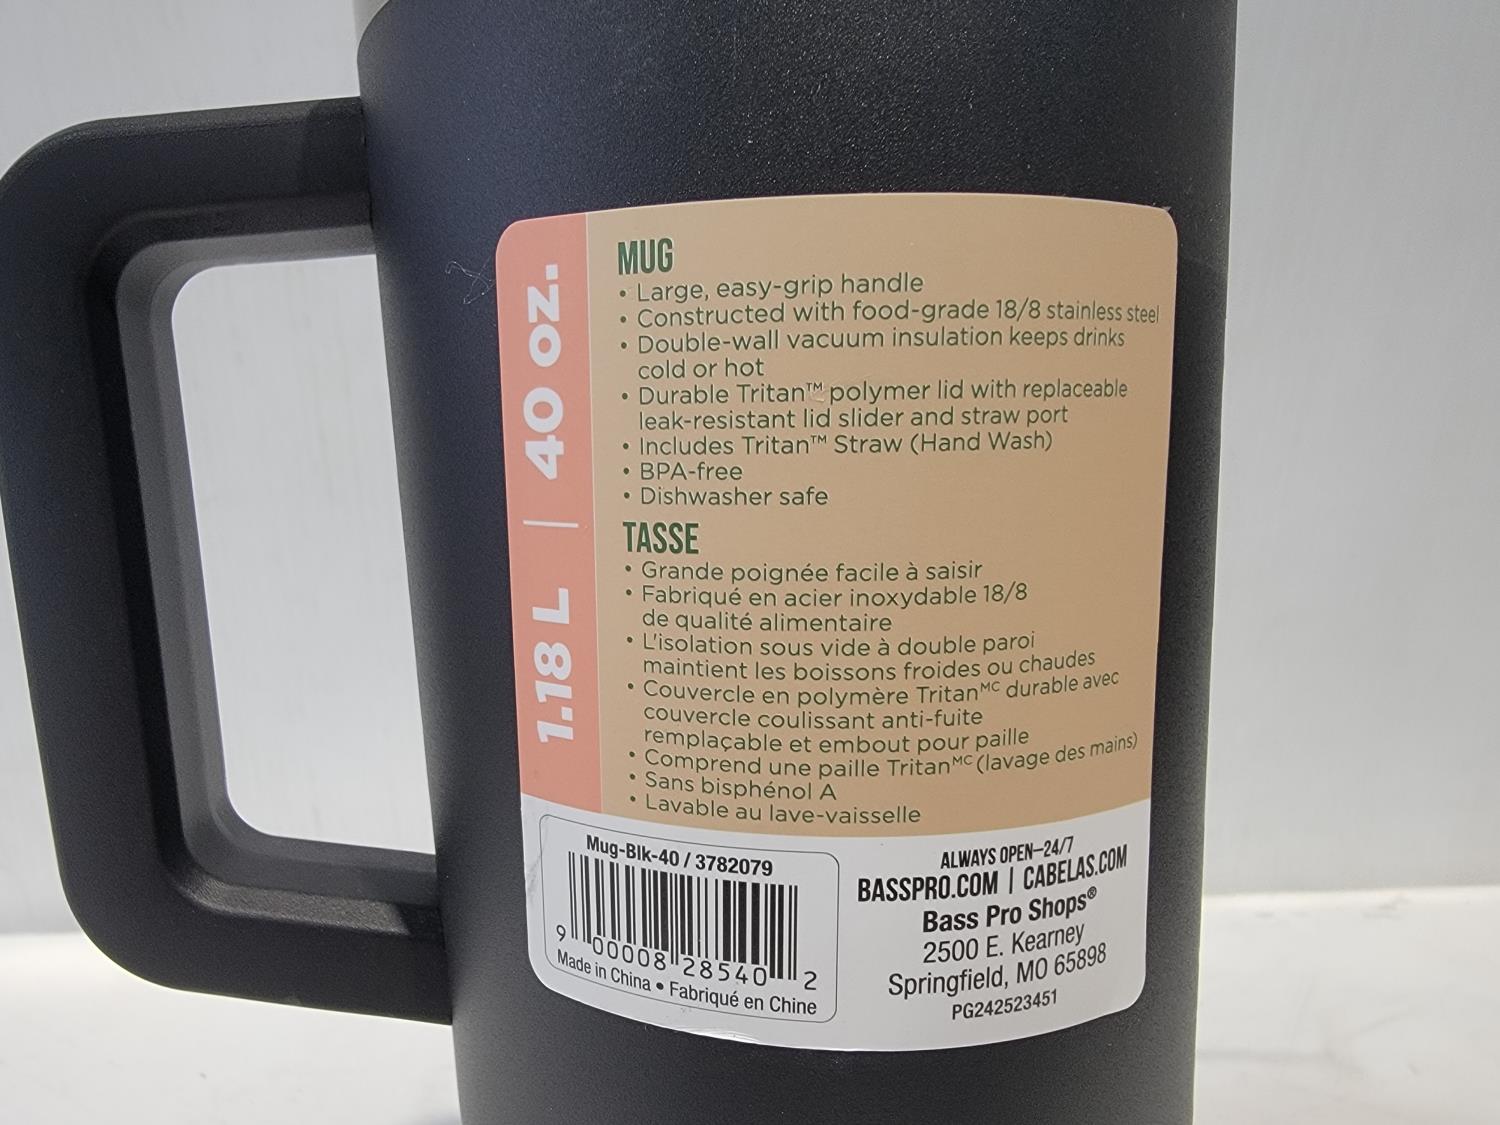 40 oz.
1.18 L
MUG
• Large, easy-grip handle
• Constructed with food-grade 18/8 stainless steel
• Double-wall vacuum insulation keeps drinks
cold or hot
• Durable Tritan™ polymer lid with replaceable
leak-resistant lid slider and straw port
• Includes Tritan™ Straw (Hand Wash)
• BPA-free
• Dishwasher safe
TASSE
• Grande poignée facile à saisir
• Fabriqué en acier inoxydable 18/8
de qualité alimentaire
• L'isolation sous vide à double paroi
maintient les boissons froides ou chaudes
• Couvercle en polymère Tritanᴹᶜ durable avec
couvercle coulissant anti-fuite
remplaçable et embout pour paille
• Comprend une paille Tritanᴹᶜ (lavage des mains)
• Sans bisphénol A
• Lavable au lave-vaisselle
Mug-Blk-40 / 3782079
9 00008 28540 2
Made in China • Fabriqué en Chine
ALWAYS OPEN—24/7
BASSPRO.COM | CABELAS.COM
Bass Pro Shops®
2500 E. Kearney
Springfield, MO 65898
PG242523451